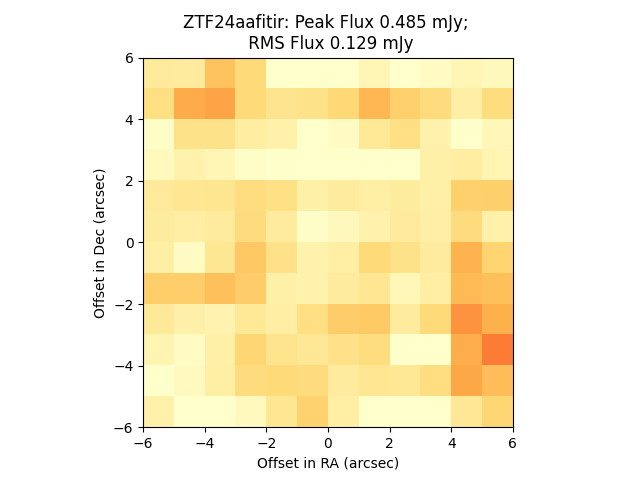 ZTF24aafitir: Peak Flux 0.485 mJy;
RMS Flux 0.129 mJy
6
4
2
0
−2
−4
−6
Offset in Dec (arcsec)
−6 −4 −2 0 2 4 6
Offset in RA (arcsec)